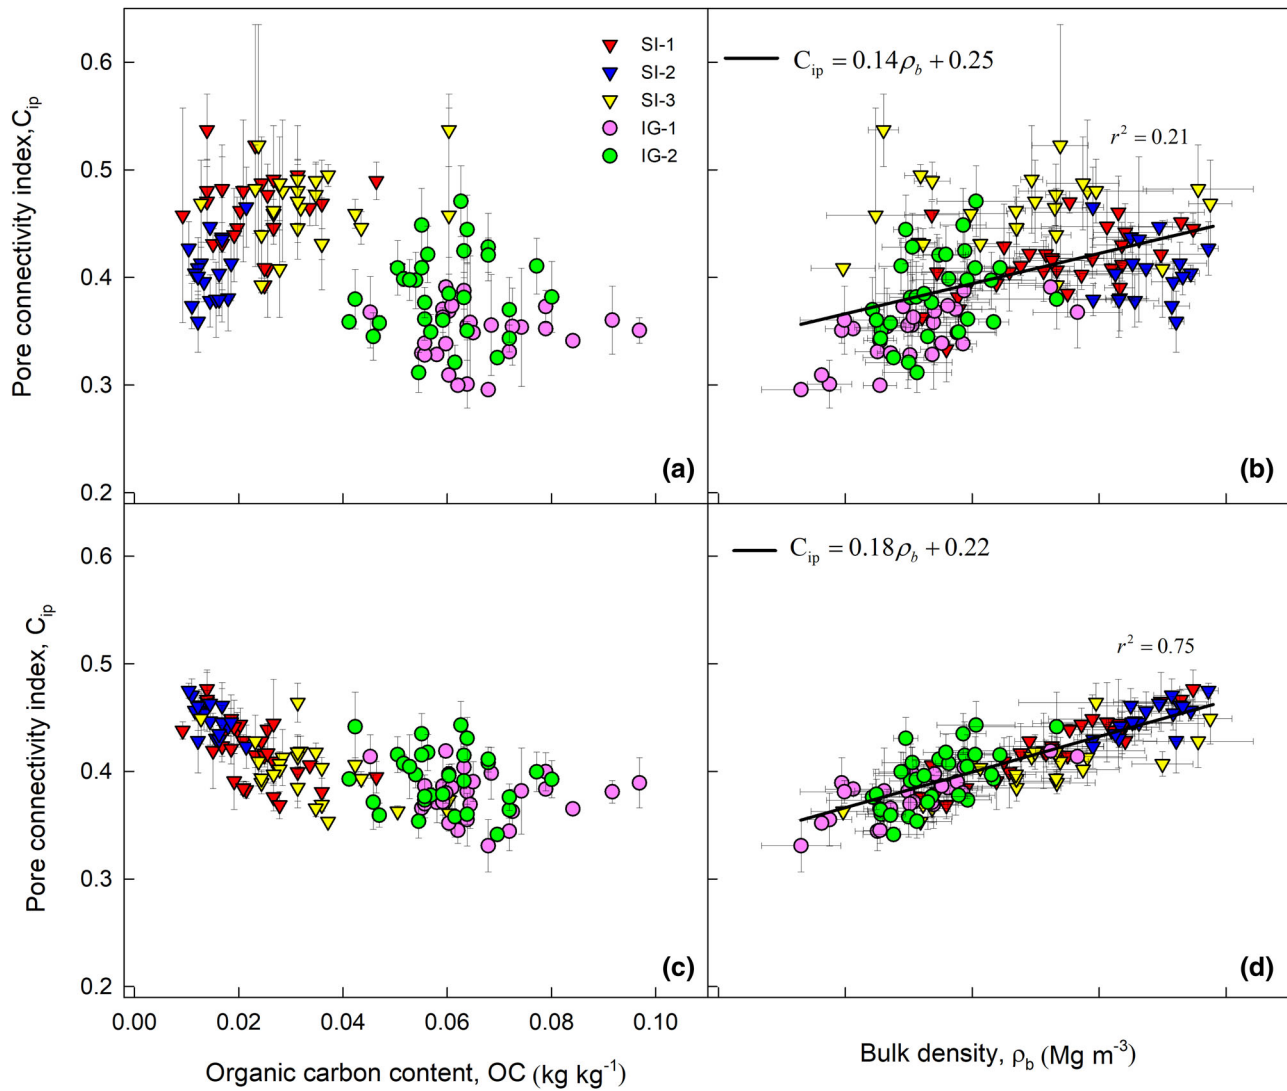 0.6
0.5
0.4
0.3
0.2
Pore connectivity index,C_ip
SI-1
SI-2
SI-3
IG-1
IG-2
(a)
C_ip = 0.14ρ_b + 0.25
r² = 0.21
(b)
0.6
0.5
0.4
0.3
0.2
Pore connectivity index, C_ip
(c)
C_ip = 0.18ρ_b + 0.22
r² = 0.75
(d)
0.00 0.02 0.04 0.06 0.08 0.10
Organic carbon content, OC (kg kg⁻¹)
Bulk density, ρ_b (Mg m⁻³)